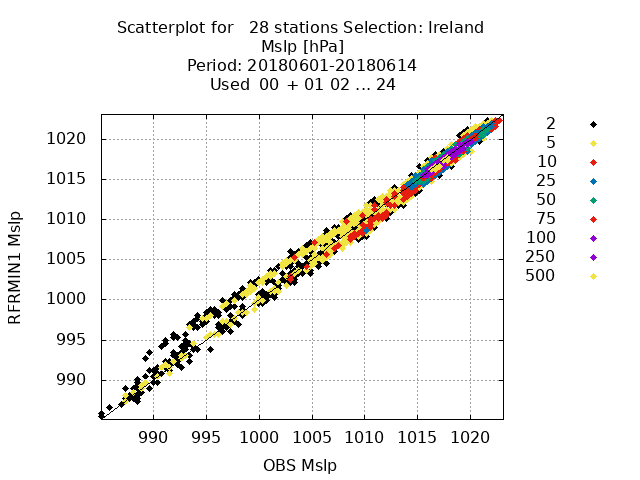 Scatterplot for   28 stations Selection: Ireland
Mslp [hPa]
Period: 20180601-20180614
Used  00  + 01 02 ... 24
RFRMIN1 Mslp
1020
1015
1010
1005
1000
995
990
990 995 1000 1005 1010 1015 1020
OBS Mslp
2
5
10
25
50
75
100
250
500